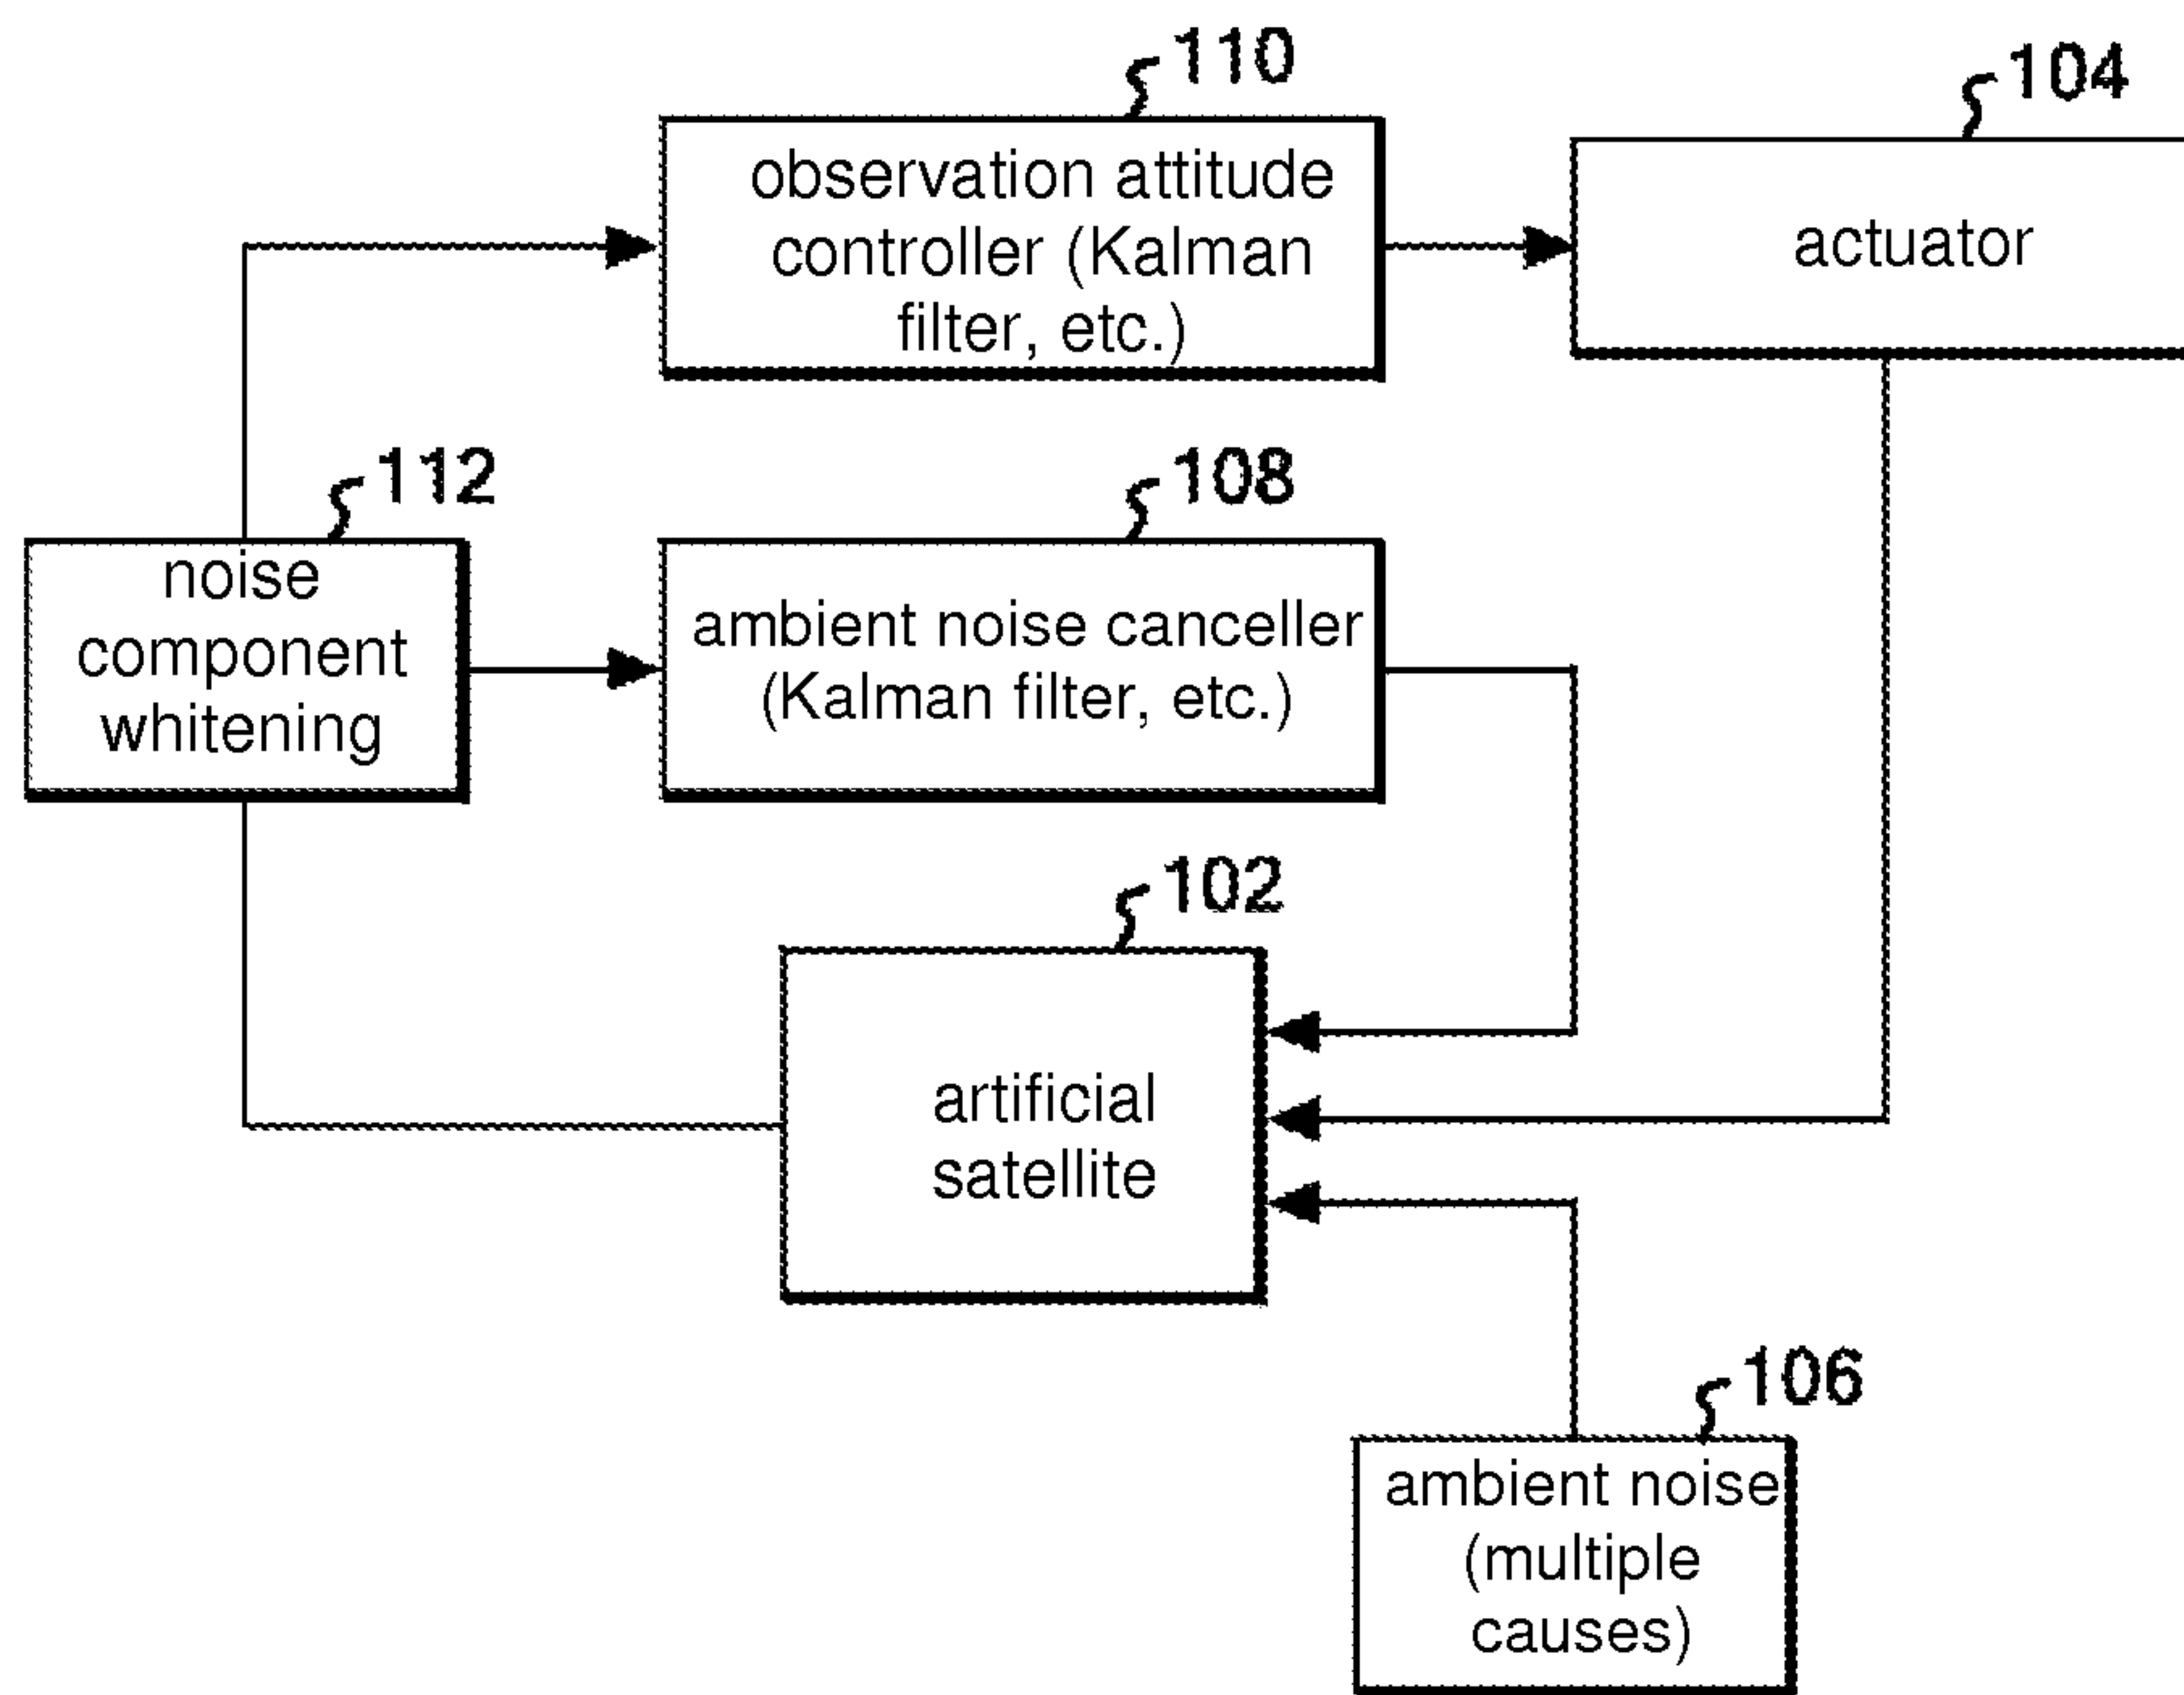 110
104
observation attitude
controller (Kalman
filter, etc.)
actuator
112
108
noise
component
whitening
ambient noise canceller
(Kalman filter, etc.)
102
artificial
satellite
106
ambient noise
(multiple
causes)